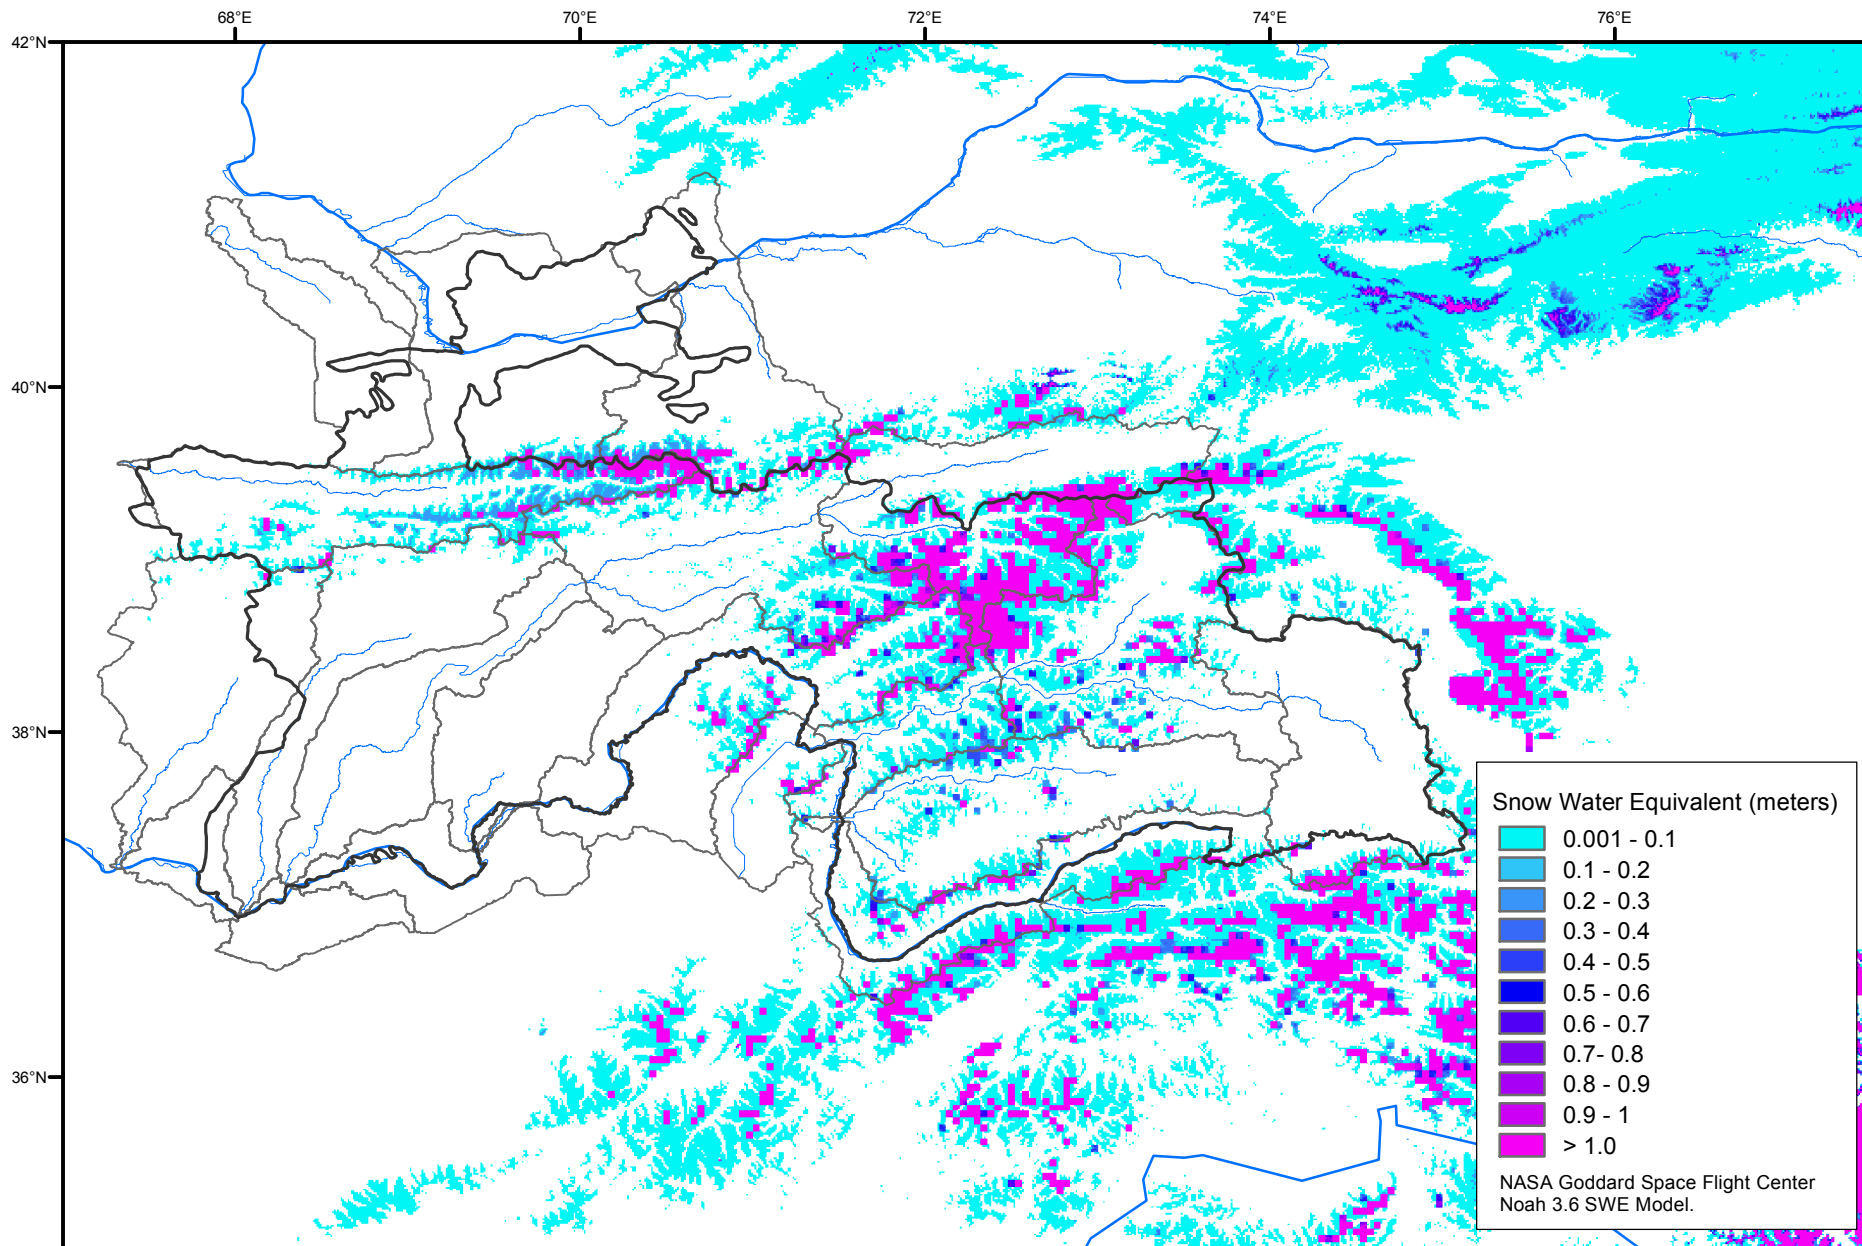 68°E
70°E
72°E
74°E
76°E
42°N
40°N
38°N
36°N
Snow Water Equivalent (meters)
0.001 - 0.1
0.1 - 0.2
0.2 - 0.3
0.3 - 0.4
0.4 - 0.5
0.5 - 0.6
0.6 - 0.7
0.7- 0.8
0.8 - 0.9
0.9 - 1
> 1.0
NASA Goddard Space Flight Center
Noah 3.6 SWE Model.